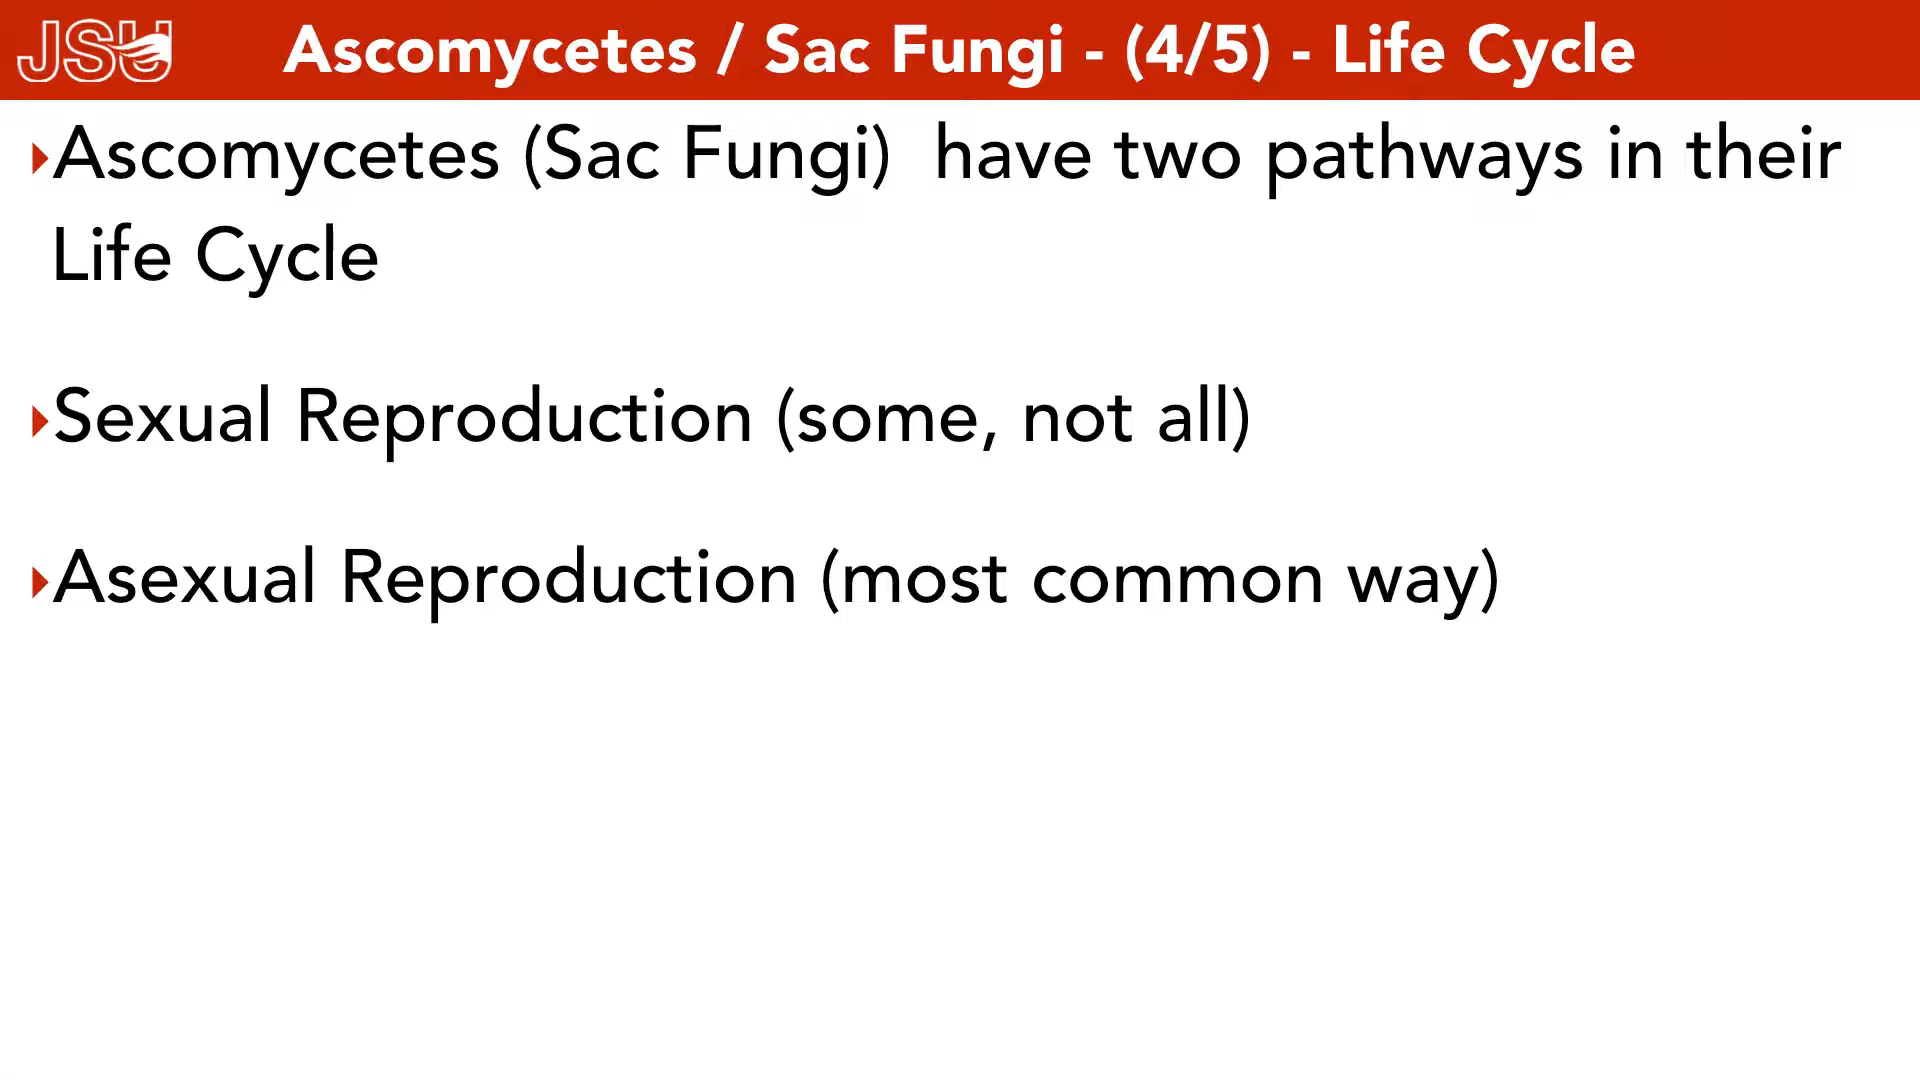 JSU
Ascomycetes / Sac Fungi - (4/5) - Life Cycle
‣Ascomycetes (Sac Fungi)  have two pathways in their
Life Cycle
‣Sexual Reproduction (some, not all)
‣Asexual Reproduction (most common way)